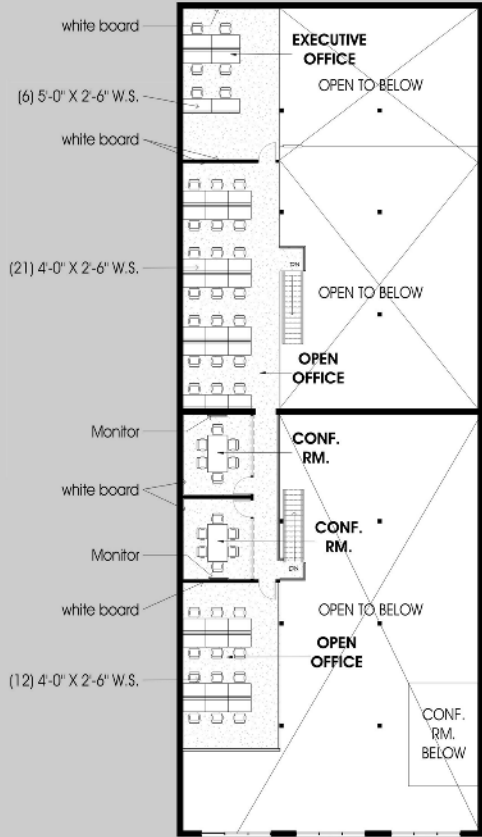 white board
EXECUTIVE
OFFICE
OPEN TO BELOW
(6) 5'-0" X 2'-6" W.S.
white board
(21) 4'-0" X 2'-6" W.S.
DN
OPEN TO BELOW
OPEN
OFFICE
Monitor
CONF.
RM.
white board
CONF.
RM.
Monitor
DN
white board
OPEN TO BELOW
OPEN
OFFICE
(12) 4'-0" X 2'-6" W.S.
CONF.
RM.
BELOW